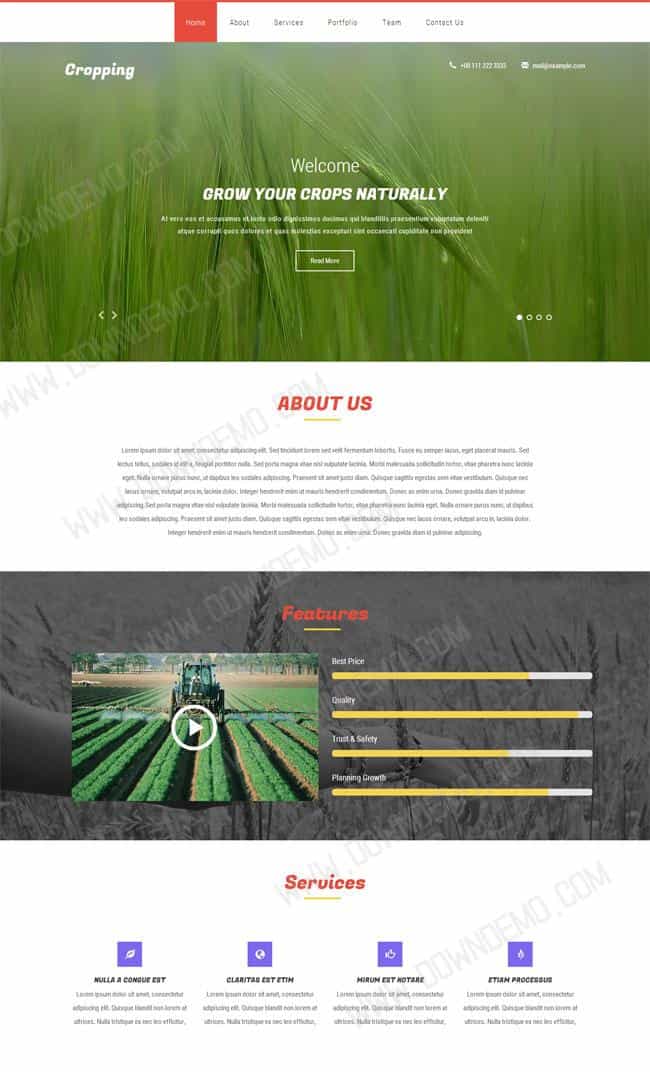 Home About Services Portfolio Team Contact Us
Cropping
+00 111 222 3333 mail@example.com
Welcome
GROW YOUR CROPS NATURALLY
At vero eos et accusamus et iusto odio dignissimos ducimus qui blanditiis praesentium voluptatum deleniti
atque corrupti quos dolores et quas molestias excepturi sint occaecati cupiditate non provident
Read More
ABOUT US
Lorem ipsum dolor sit amet, consectetur adipiscing elit. Sed tincidunt lorem sed velit fermentum lobortis. Fusce eu semper lacus, eget placerat mauris. Sed
lectus tellus, sodales id elit a, feugiat porttitor nulla. Sed porta magna vitae nisl vulputate lacinia. Morbi malesuada sollicitudin tortor, vitae pharetra nunc lacinia
eget. Nulla ornare purus nunc, ut dapibus leo sodales adipiscing. Praesent sit amet justo diam. Quisque sagittis egestas sem vitae vestibulum. Quisque nec
lacus ornare, volutpat arcu in, lacinia dolor. Integer hendrerit enim ut mauris hendrerit condimentum. Donec ac enim urna. Donec gravida diam id pulvinar
adipiscing.Sed porta magna vitae nisl vulputate lacinia. Morbi malesuada sollicitudin tortor, vitae pharetra nunc lacinia eget. Nulla ornare purus nunc, ut dapibus
leo sodales adipiscing. Praesent sit amet justo diam. Quisque sagittis egestas sem vitae vestibulum. Quisque nec lacus ornare, volutpat arcu in, lacinia dolor.
Integer hendrerit enim ut mauris hendrerit condimentum. Donec ac enim urna. Donec gravida diam id pulvinar adipiscing.
Features
Best Price
Quality
Trust & Safety
Planning Growth
Services
NULLA A CONGUE EST CLARITAS EST ETIM MIRUM EST NOTARE ETIAM PROCESSUS
Lorem ipsum dolor sit amet, consectetur Lorem ipsum dolor sit amet, consectetur Lorem ipsum dolor sit amet, consectetur Lorem ipsum dolor sit amet, consectetur
adipiscing elit. Quisque blandit lorem at adipiscing elit. Quisque blandit lorem at adipiscing elit. Quisque blandit lorem at adipiscing elit. Quisque blandit lorem at
ultrices. Nulla tristique ex nec leo efficitur, ultrices. Nulla tristique ex nec leo efficitur, ultrices. Nulla tristique ex nec leo efficitur, ultrices. Nulla tristique ex nec leo efficitur,
WWW.DOWNDEMO.COM
WWW.DOWNDEMO.COM
WWW.DOWNDEMO.COM
WWW.DOWNDEMO.COM